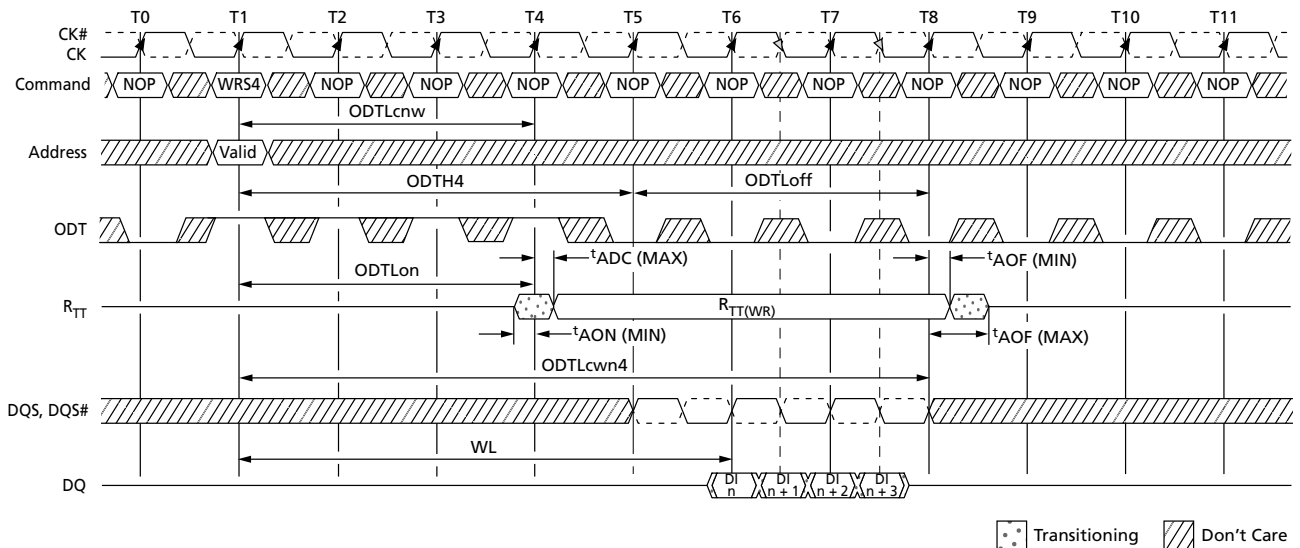 T0 T1 T2 T3 T4 T5 T6 T7 T8 T9 T10 T11
CK#
CK
Command NOP WRS4 NOP NOP NOP NOP NOP NOP NOP NOP NOP NOP
ODTLcnw
Address Valid
ODTH4 ODTLoff
ODT
tADC (MAX) tAOF (MIN)
ODTLon
RTT RTT(WR)
tAON (MIN) tAOF (MAX)
ODTLcwn4
DQS, DQS#
WL
DQ DI n DI n + 1 DI n + 2 DI n + 3
Transitioning Don't Care